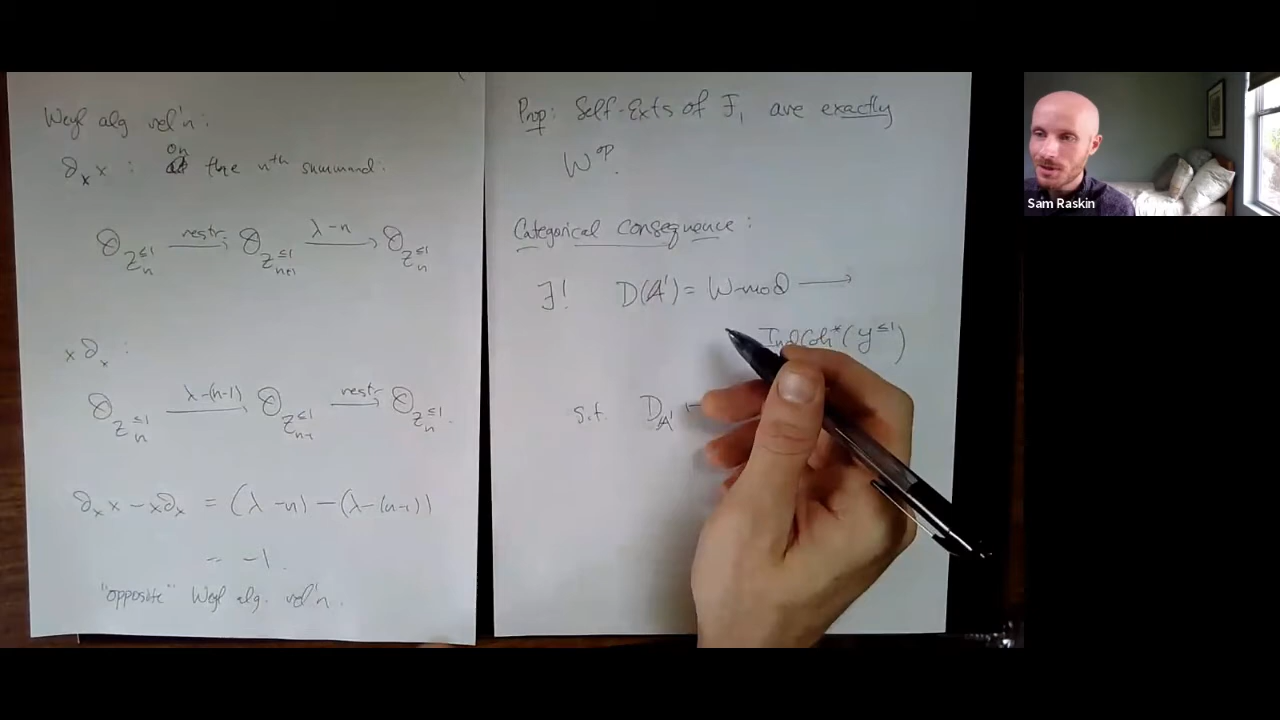 Weyl alg rel'n:
∂ₓ x : on the nᵗʰ summand:
𝒪_{Z_n^{≤1}} —restr.→ 𝒪_{Z_{n+1}^{≤1}} —λ-n→ 𝒪_{Z_n^{≤1}}
x ∂ₓ :
𝒪_{Z_n^{≤1}} —λ-(n-1)→ 𝒪_{Z_{n-1}^{≤1}} —restr→ 𝒪_{Z_n^{≤1}}.
∂ₓ x - x ∂ₓ = (λ-n) - (λ-(n-1))
= -1.
"opposite" Weyl alg. rel'n.
Prop: Self-Exts of F₁ are exactly
W^{op}.
Categorical consequence:
∃! D(A¹) = W-mod ⟶
IndCoh*(Y^{≤1})
s.t. D_{A¹}
Sam Raskin